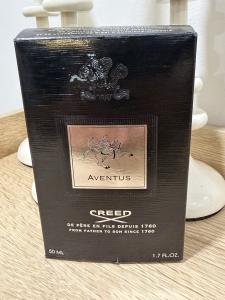 AVENTUS
CREED
DE PÈRE EN FILS DEPUIS 1760
FROM FATHER TO SON SINCE 1760
50 ML
1.7 FL.OZ.